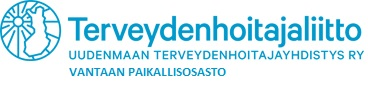 Terveydenhoitajaliitto
UUDENMAAN TERVEYDENHOITAJAYHDISTYS RY
VANTAAN PAIKALLISOSASTO